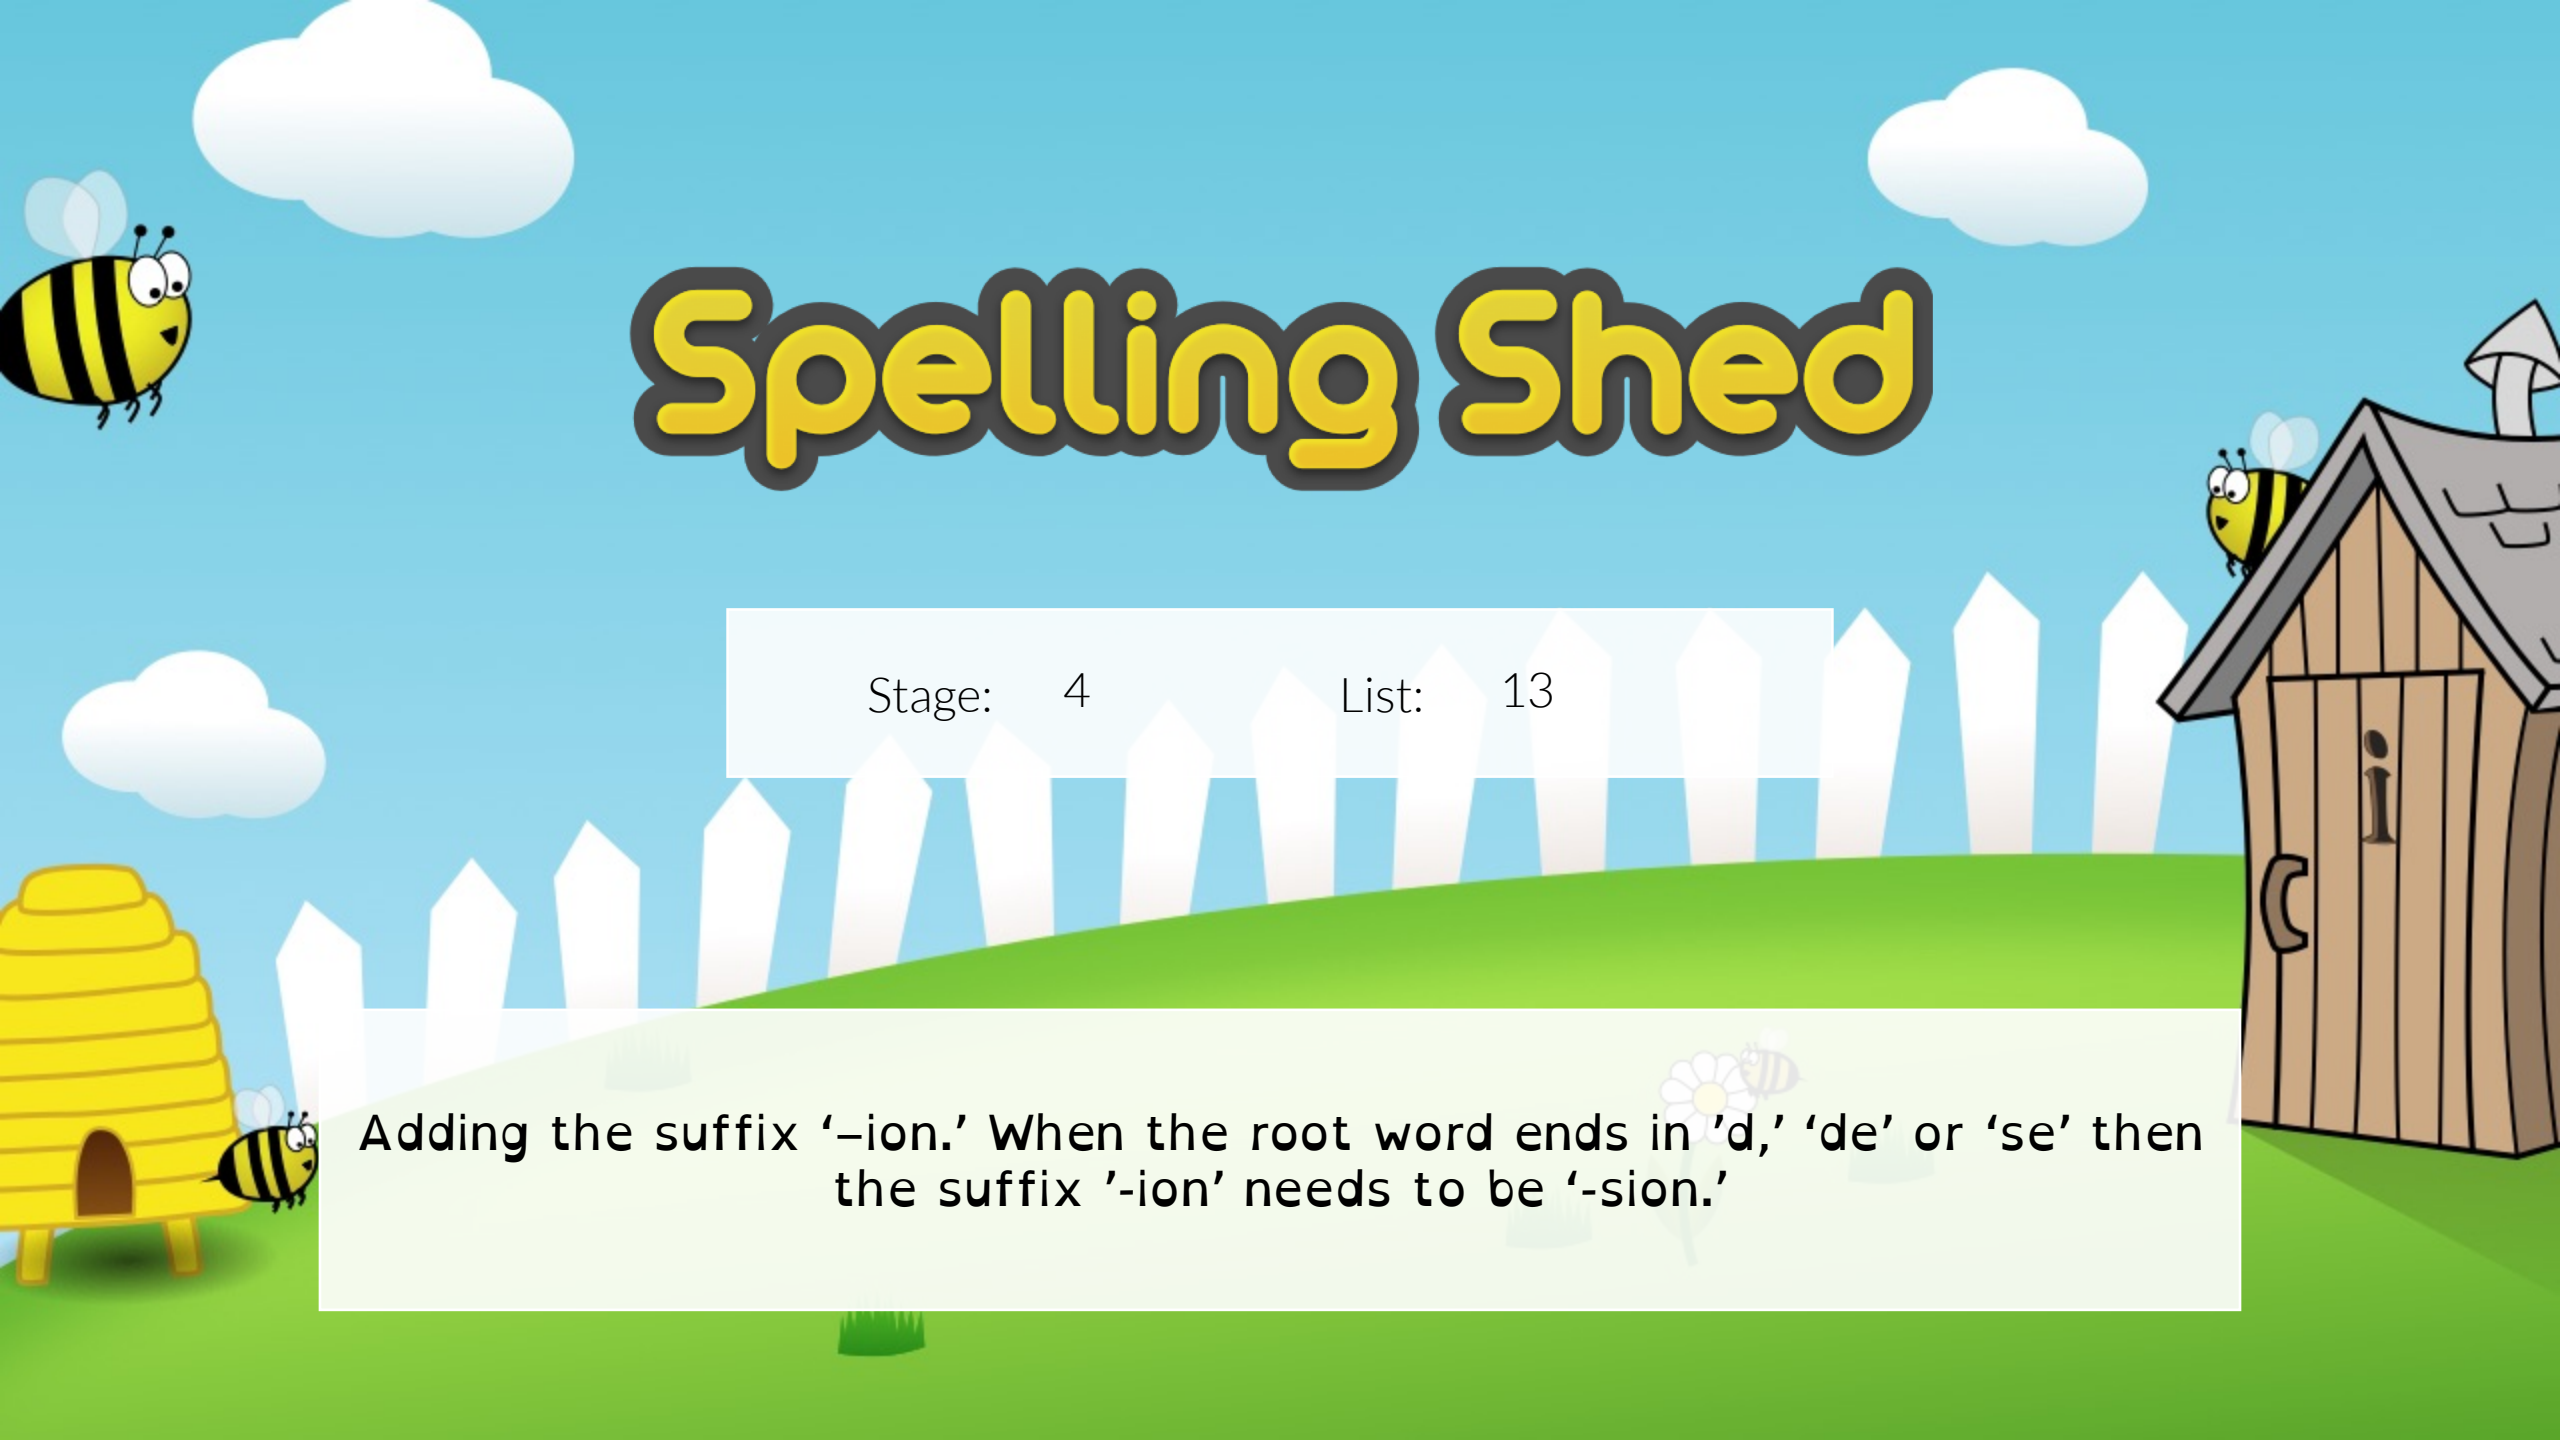 Spelling Shed
Stage: 4 List: 13
i
Adding the suffix ‘–ion.’ When the root word ends in ’d,’ ‘de’ or ‘se’ then
the suffix ’-ion’ needs to be ‘-sion.’